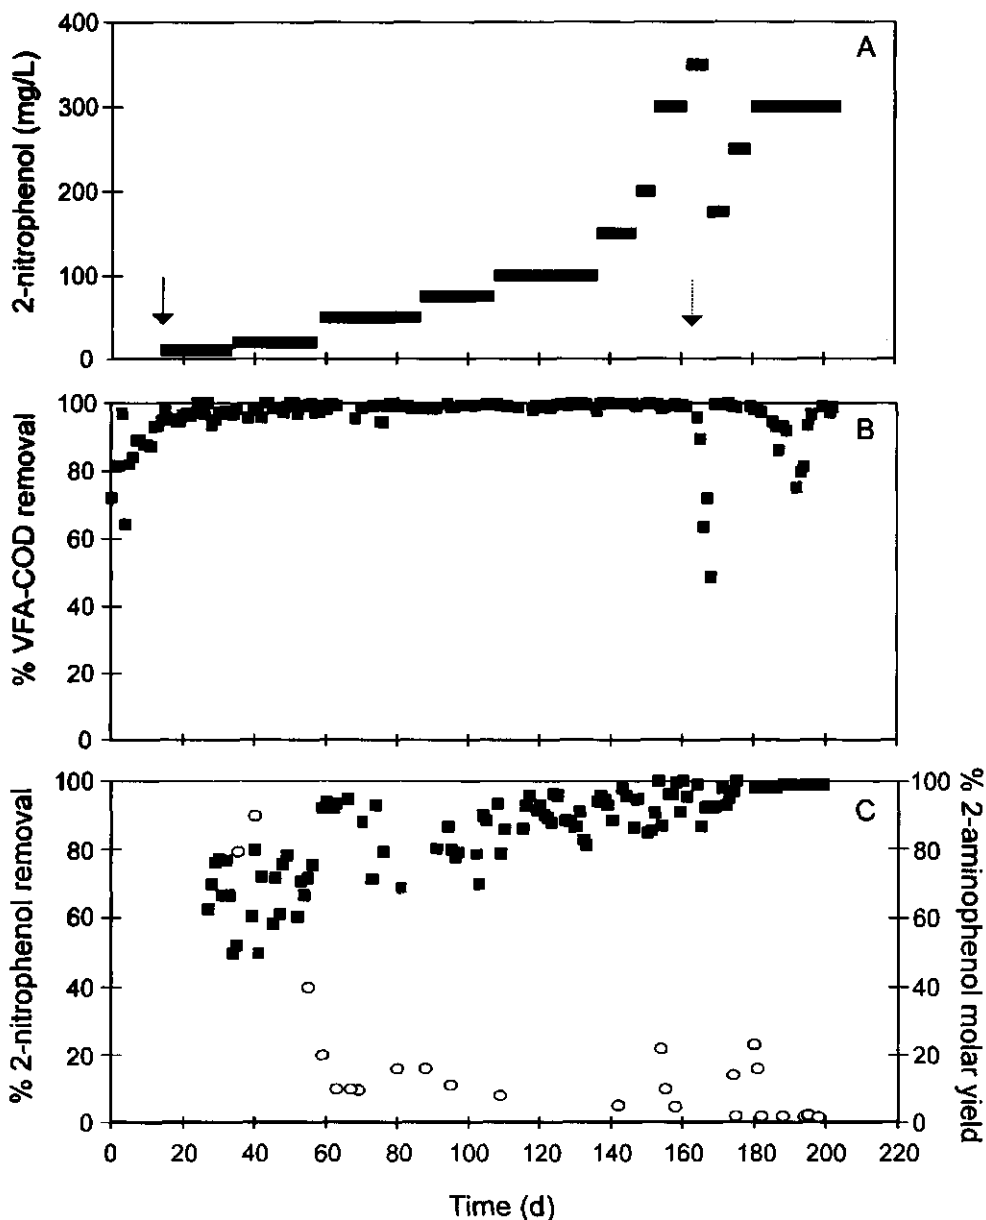 A
2-nitrophenol (mg/L)
400
300
200
100
0
B
% VFA-COD removal
100
80
60
40
20
0
C
% 2-nitrophenol removal
100
80
60
40
20
0
100
80
60
40
20
0
% 2-aminophenol molar yield
0 20 40 60 80 100 120 140 160 180 200 220
Time (d)